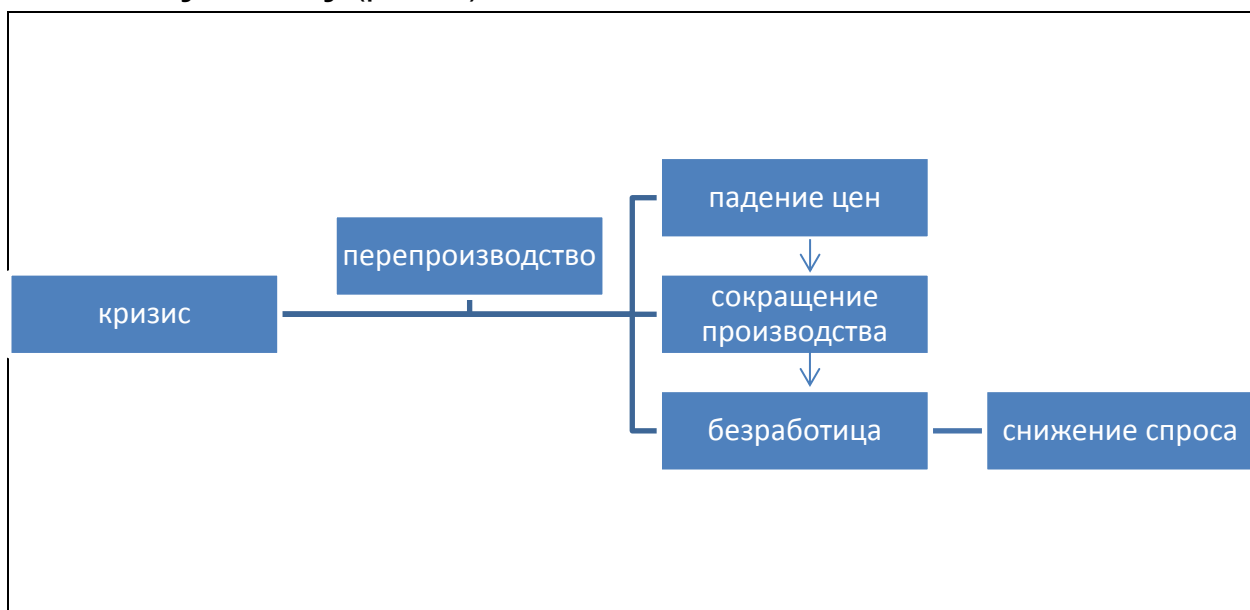 падение цен
перепроизводство
кризис
сокращение
производства
безработица
снижение спроса